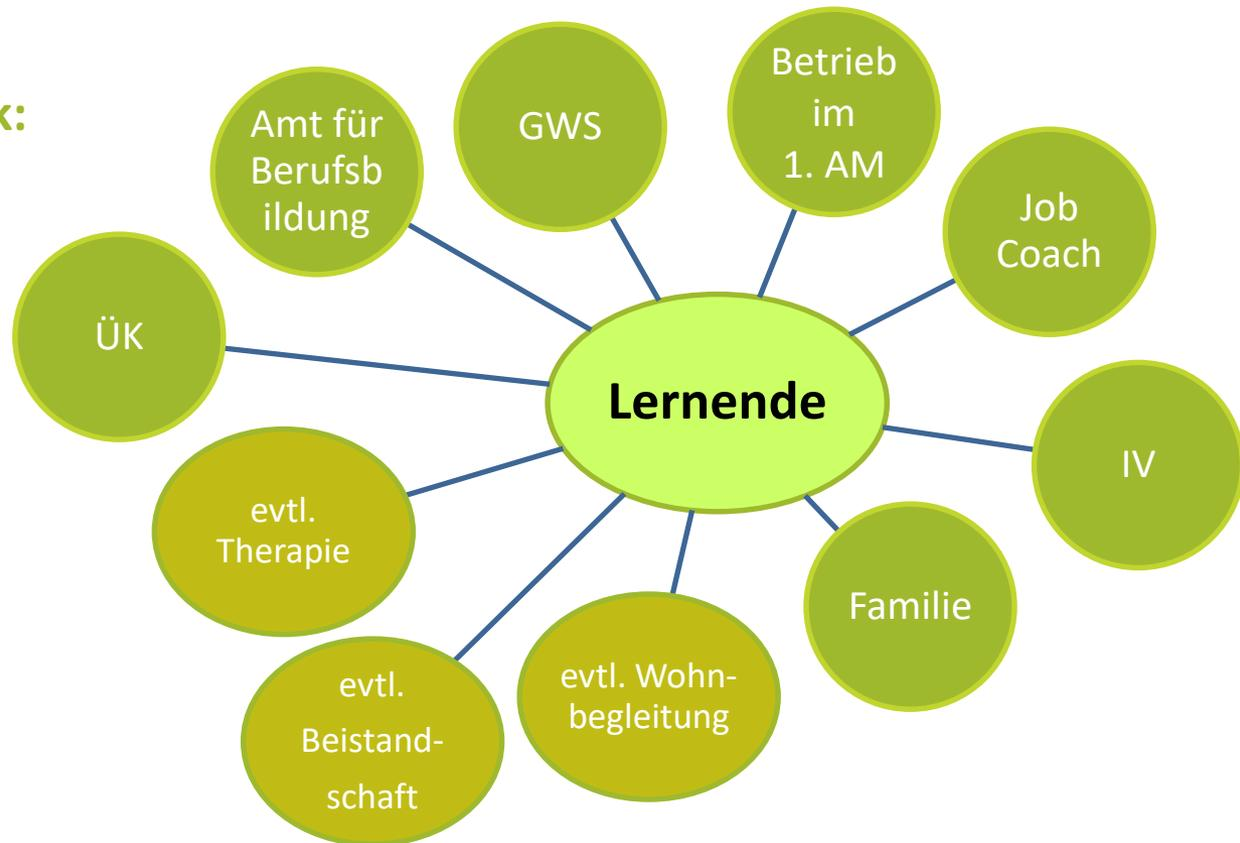 k:
Amt für
Berufsb
ildung
GWS
Betrieb
im
1. AM
Job
Coach
ÜK
Lernende
IV
evtl.
Therapie
Familie
evtl.
Beistand-
schaft
evtl. Wohn-
begleitung